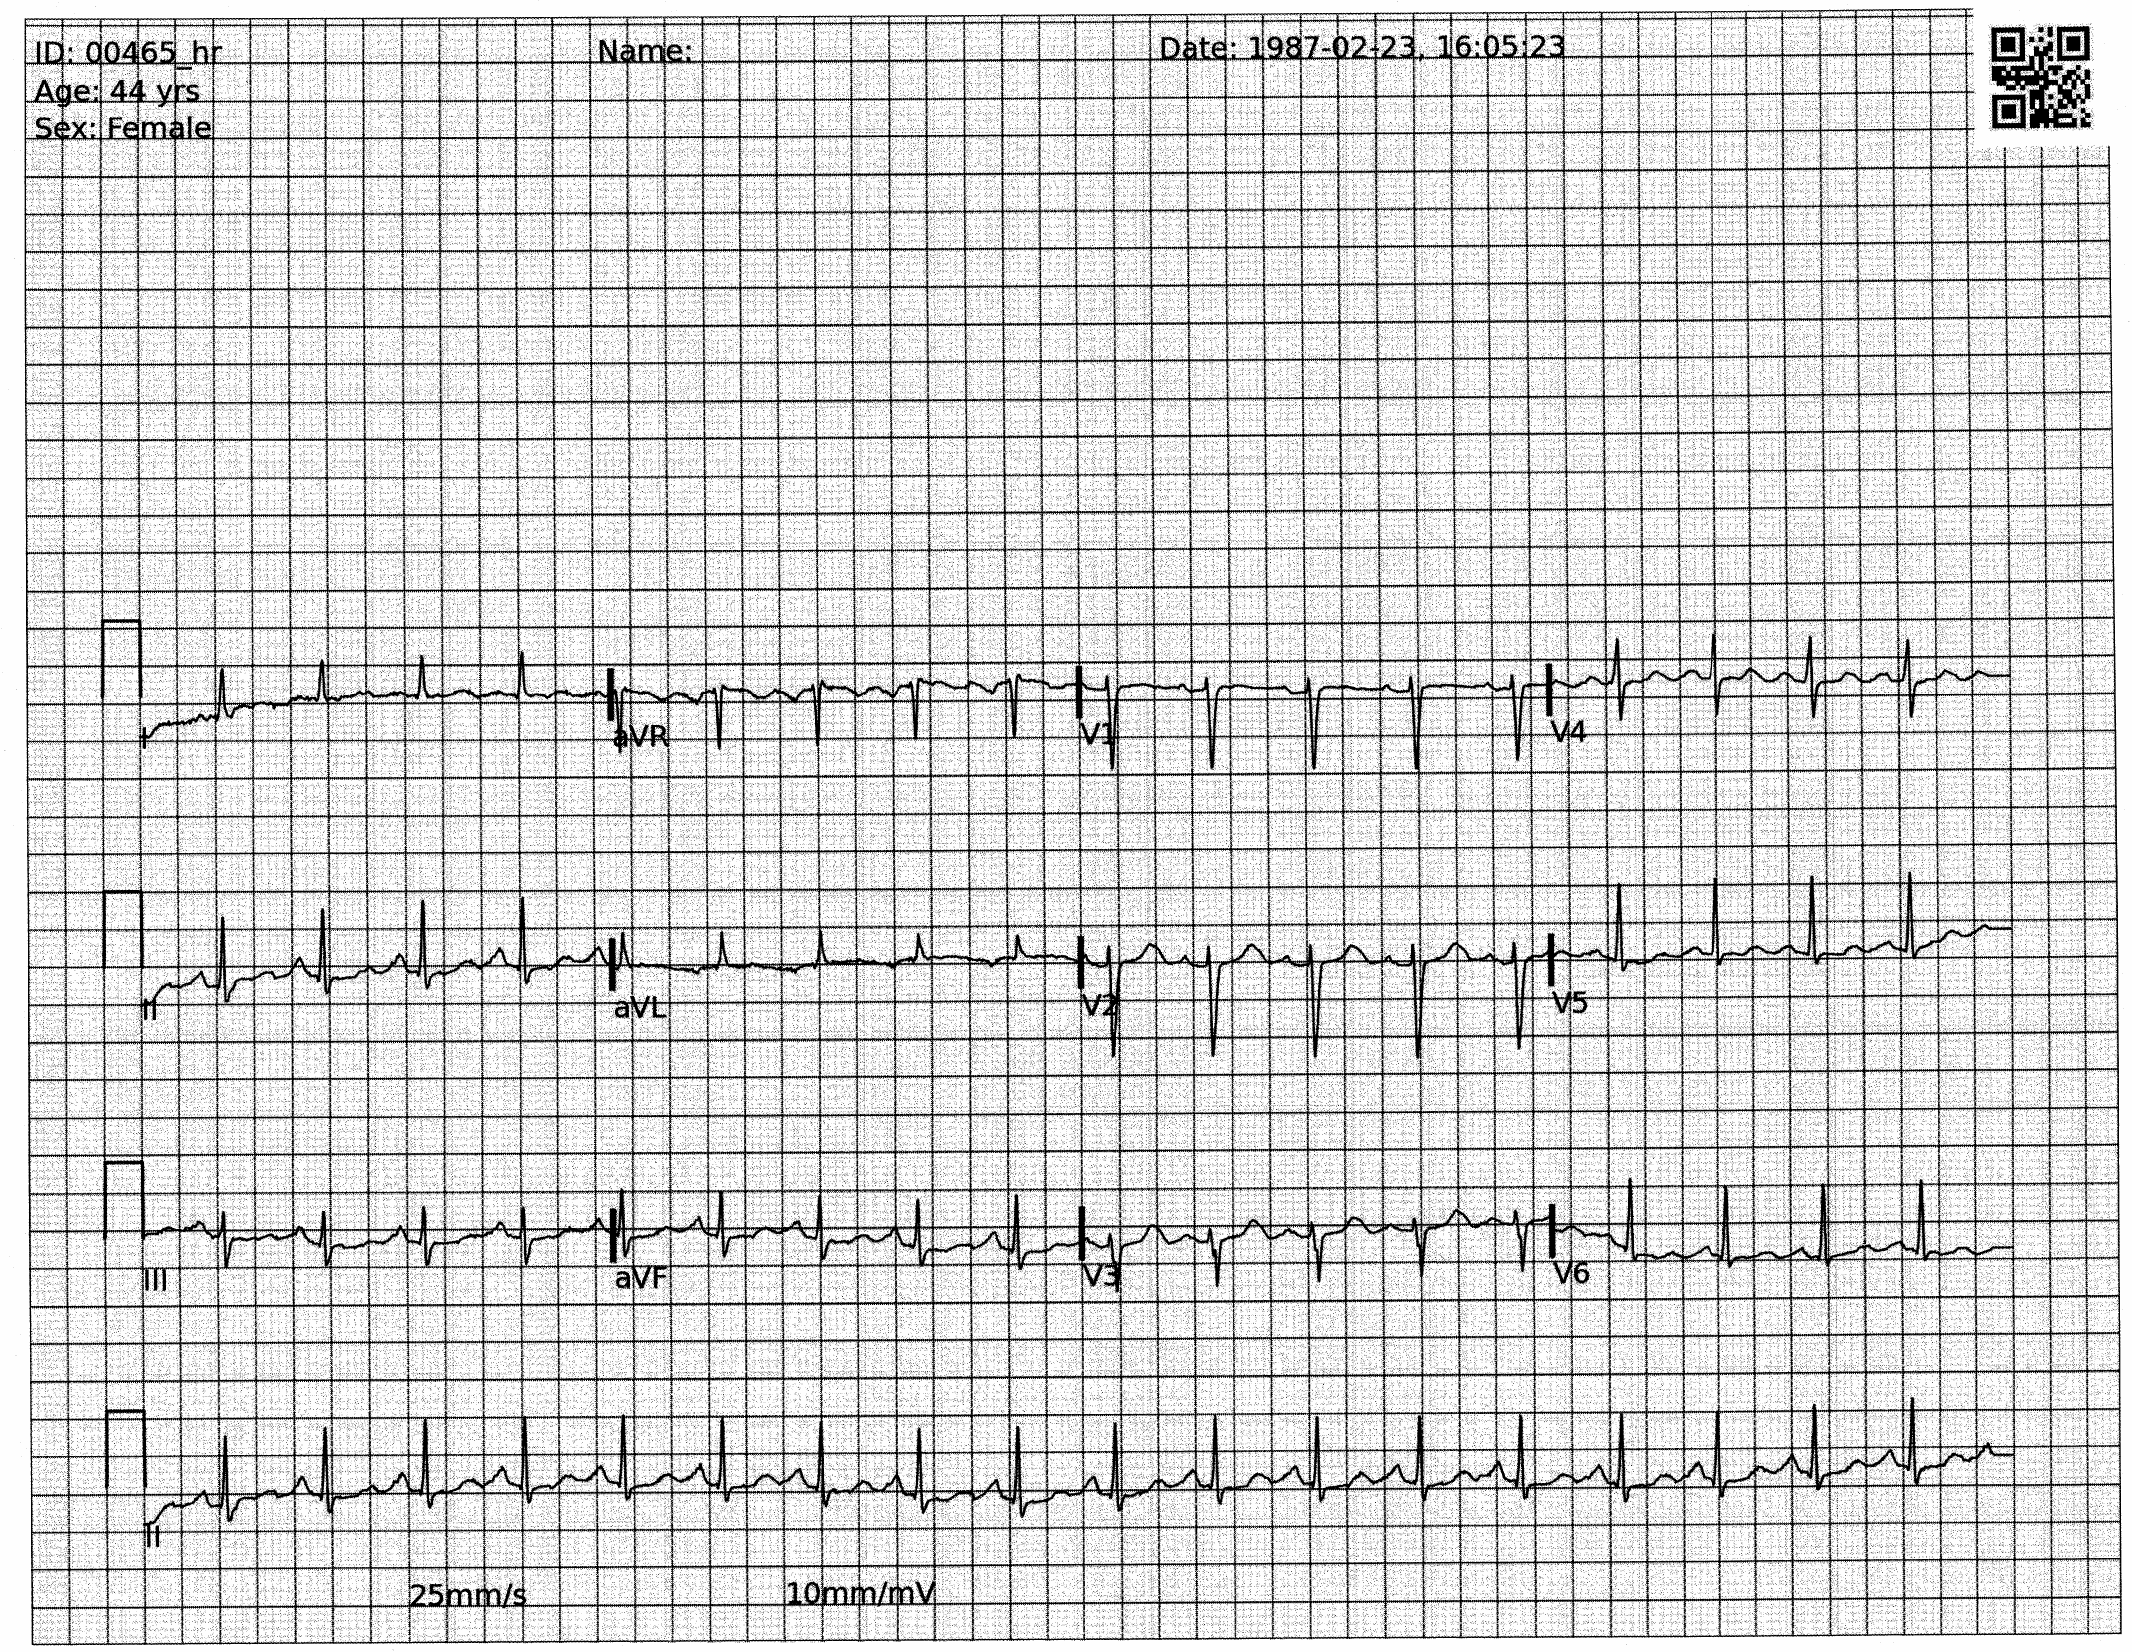 ID: 00465_hr Name: Date: 1987-02-23, 16:05:23
Age: 44 yrs
Sex: Female
I aVR V1 V4
II aVL V2 V5
III aVF V3 V6
II
25mm/s 10mm/mV